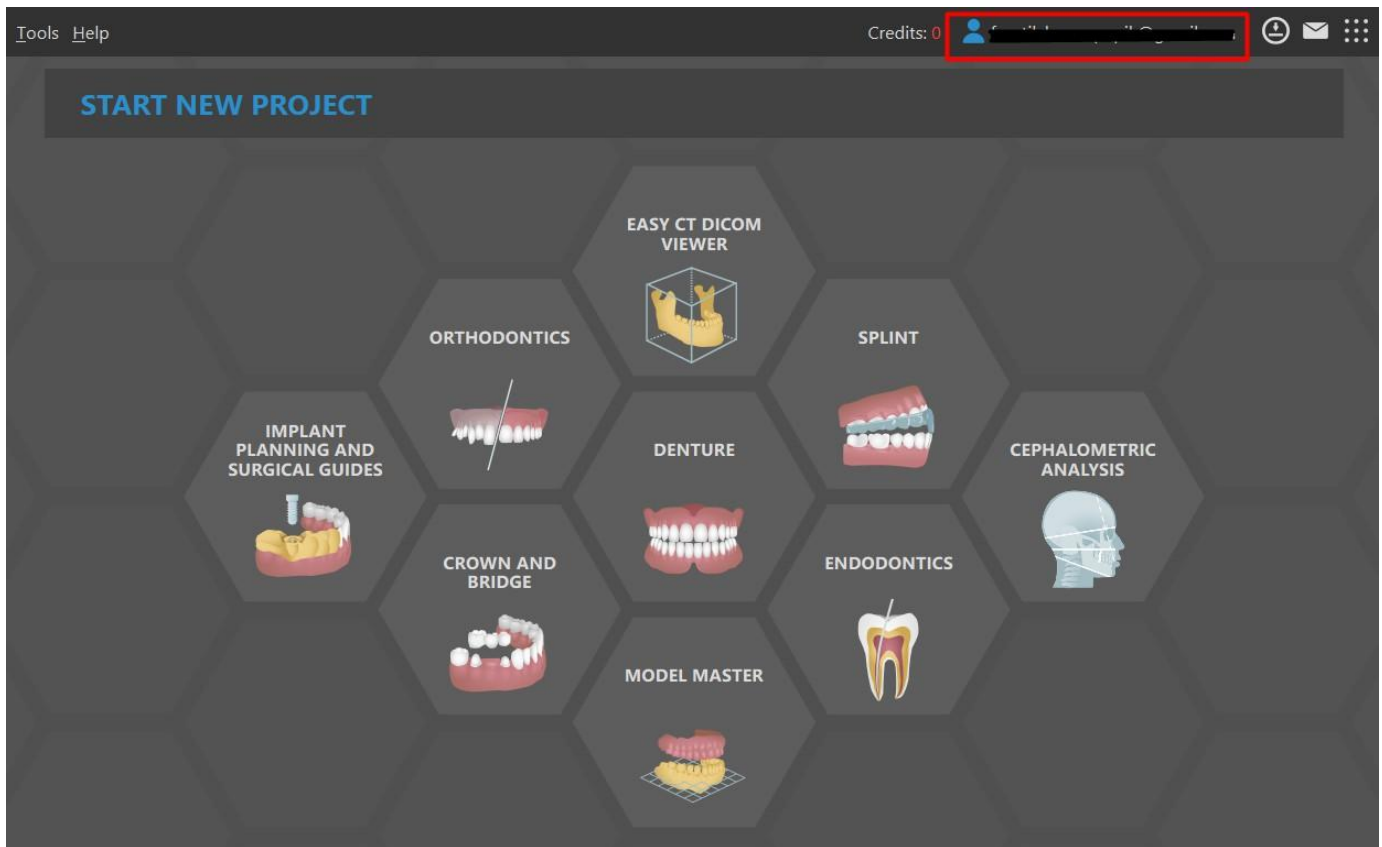 Tools Help
Credits: 0
START NEW PROJECT
EASY CT DICOM
VIEWER
ORTHODONTICS
SPLINT
IMPLANT
PLANNING AND
SURGICAL GUIDES
DENTURE
CEPHALOMETRIC
ANALYSIS
CROWN AND
BRIDGE
ENDODONTICS
MODEL MASTER